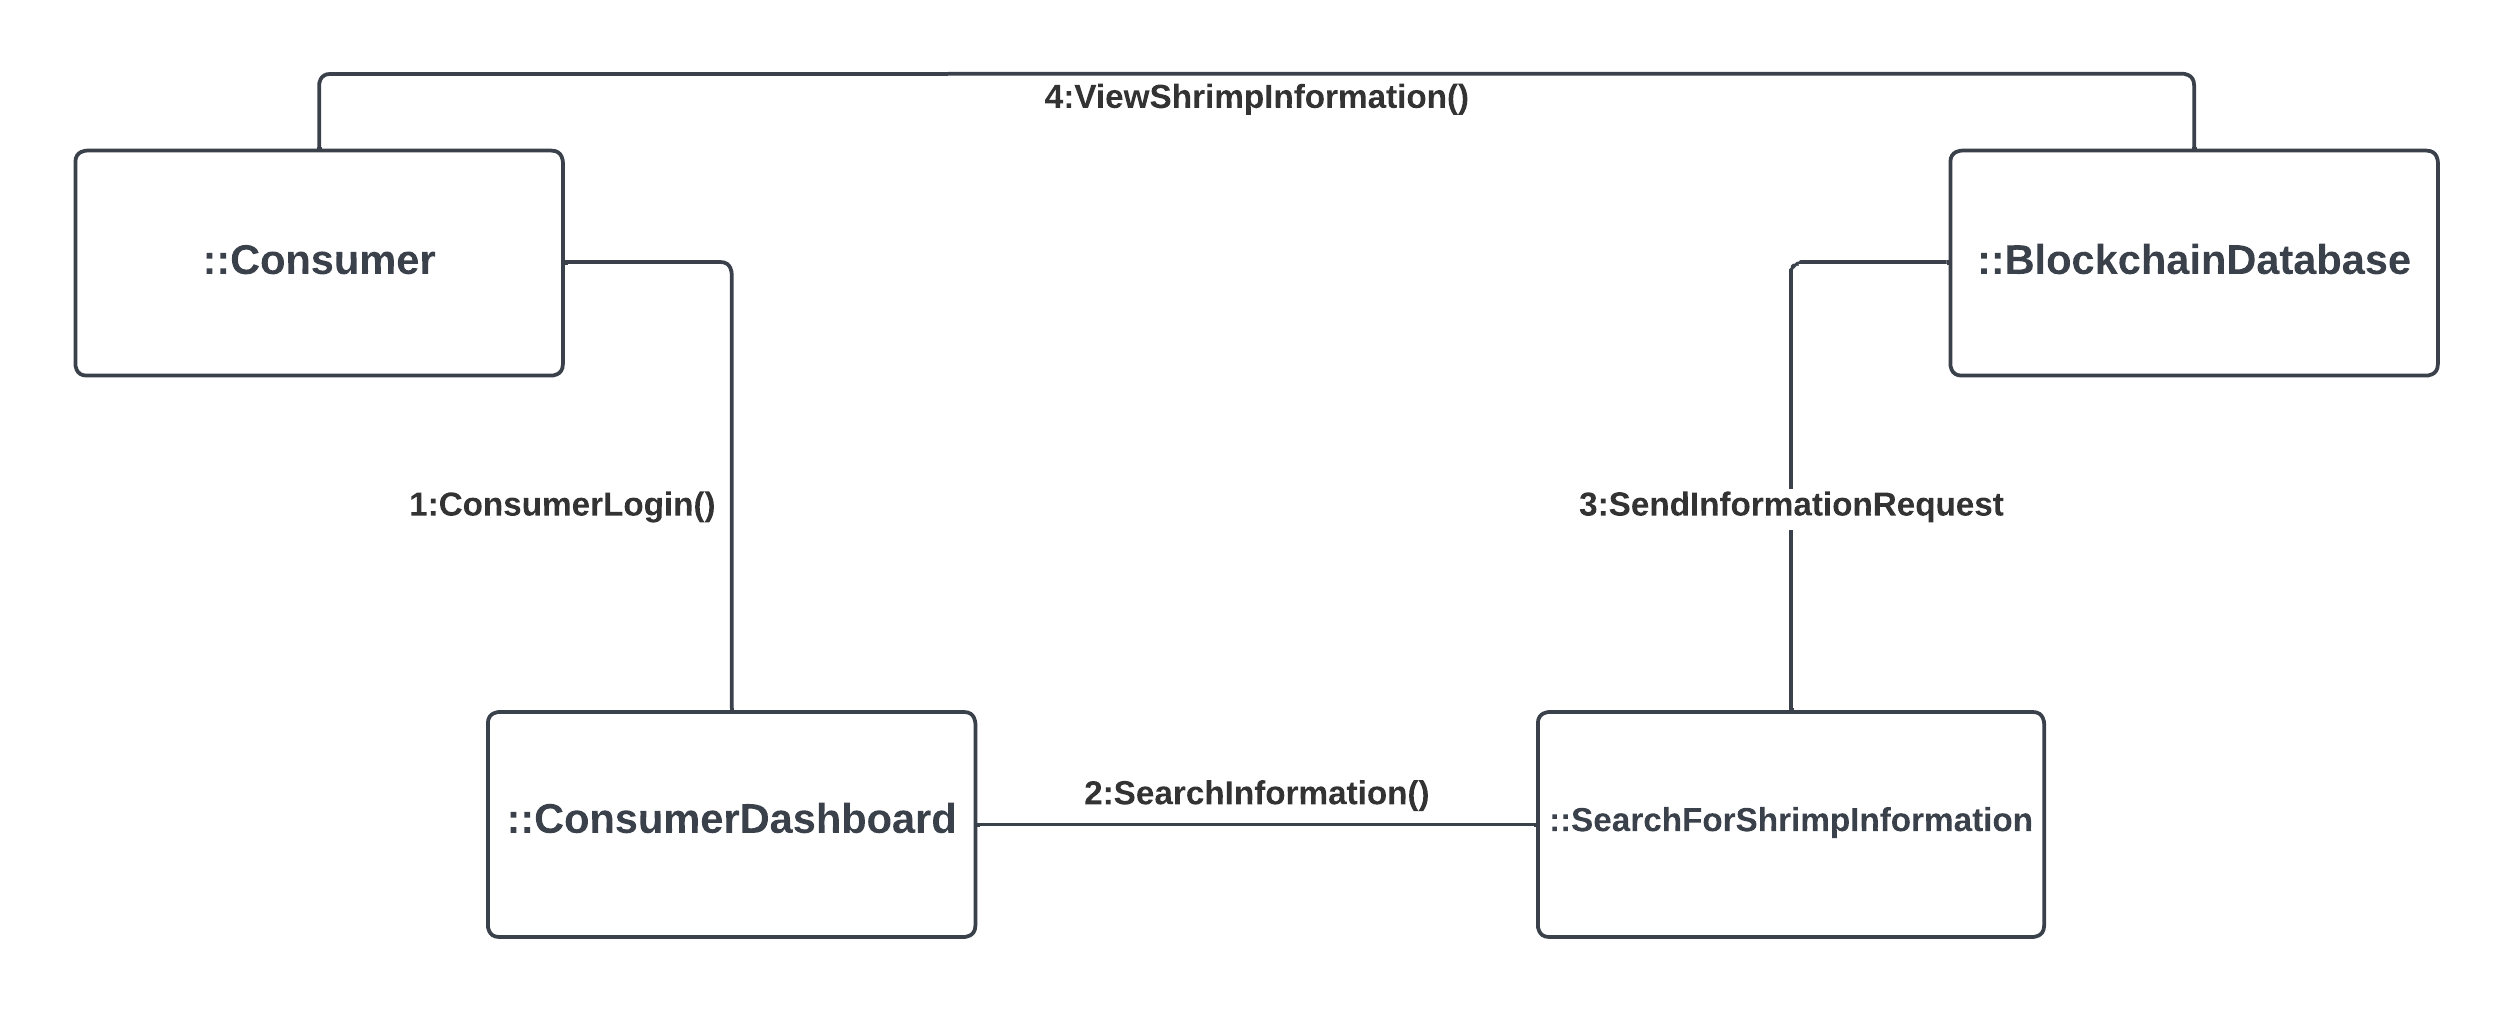 4:ViewShrimpInformation()
::Consumer
::BlockchainDatabase
1:ConsumerLogin()
3:SendInformationRequest
2:SearchInformation()
::ConsumerDashboard
::SearchForShrimpInformation